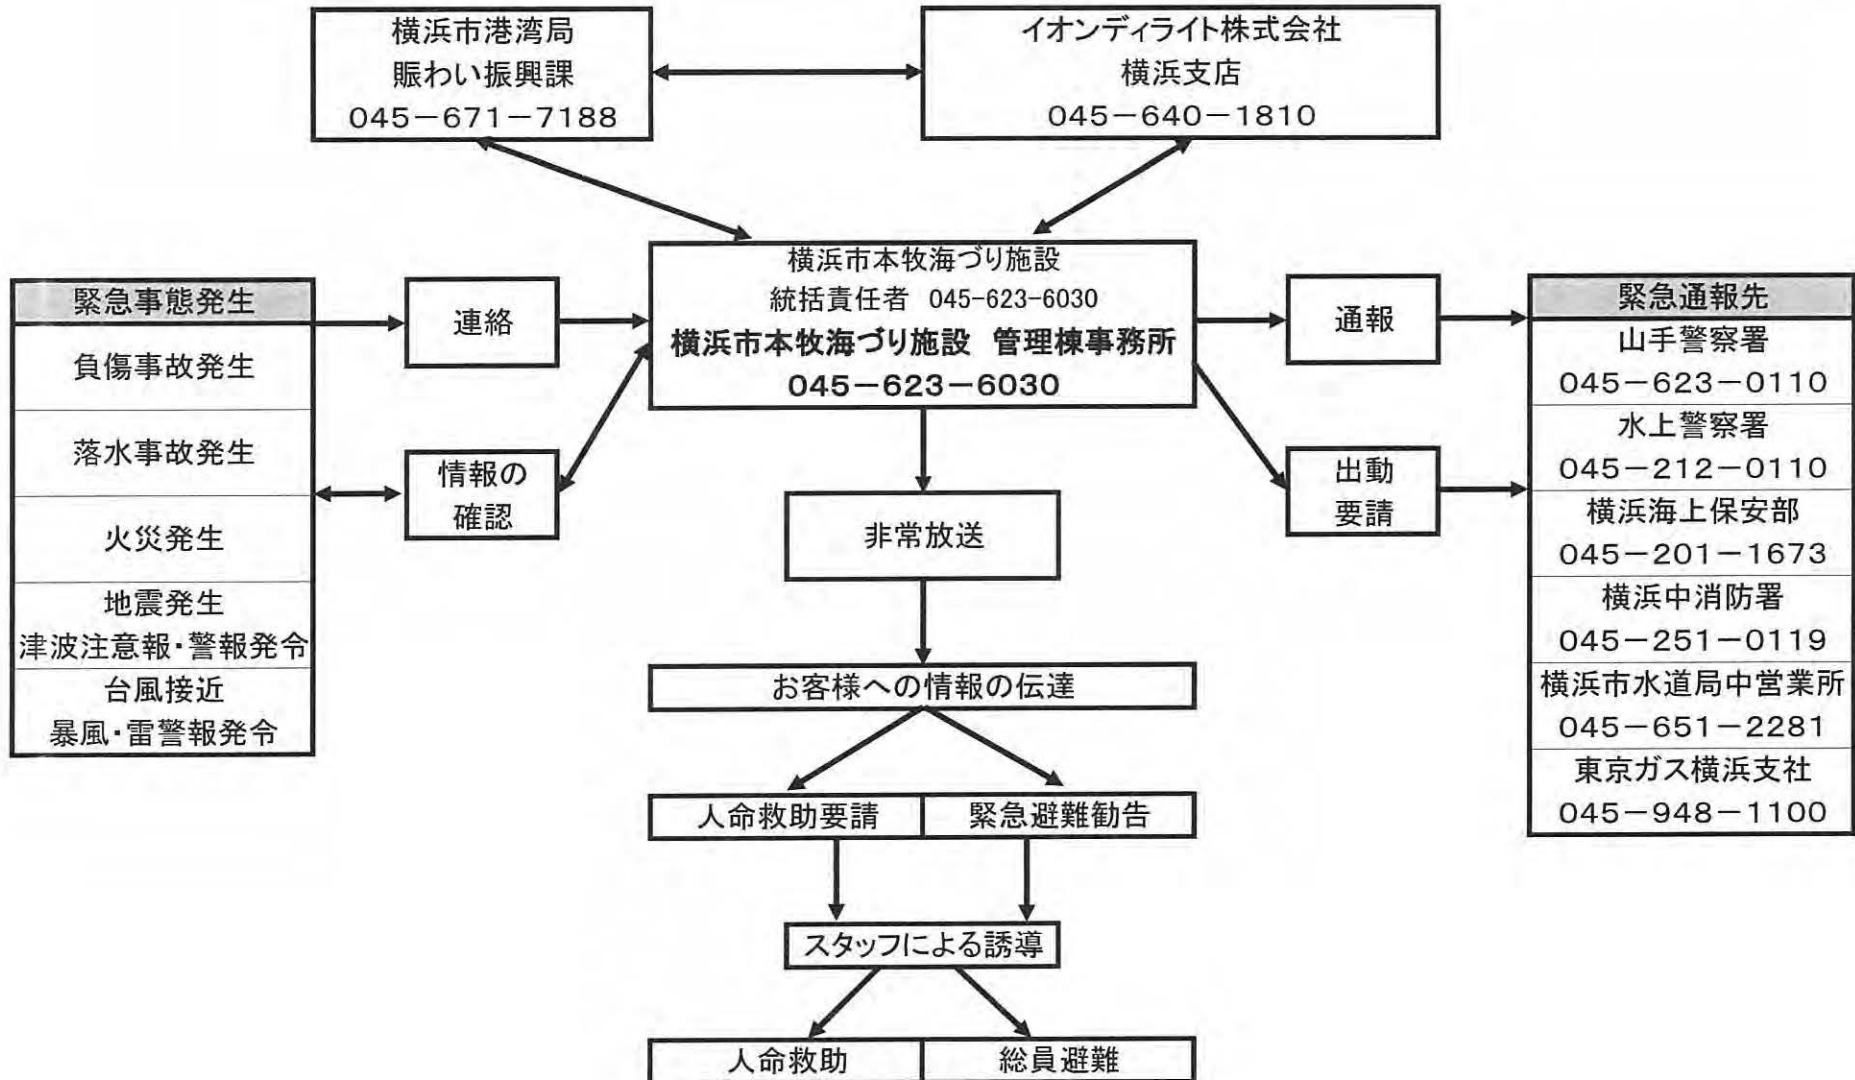 横浜市港湾局
賑わい振興課
045－671－7188
イオンディライト株式会社
横浜支店
045－640－1810
横浜市本牧海づり施設
統括責任者 045-623-6030
横浜市本牧海づり施設 管理棟事務所
045－623－6030
緊急事態発生
負傷事故発生
落水事故発生
火災発生
地震発生
津波注意報・警報発令
台風接近
暴風・雷警報発令
連絡
情報の
確認
通報
出動
要請
緊急通報先
山手警察署
045－623－0110
水上警察署
045－212－0110
横浜海上保安部
045－201－1673
横浜中消防署
045－251－0119
横浜市水道局中営業所
045－651－2281
東京ガス横浜支社
045－948－1100
非常放送
お客様への情報の伝達
人命救助要請 緊急避難勧告
スタッフによる誘導
人命救助 総員避難